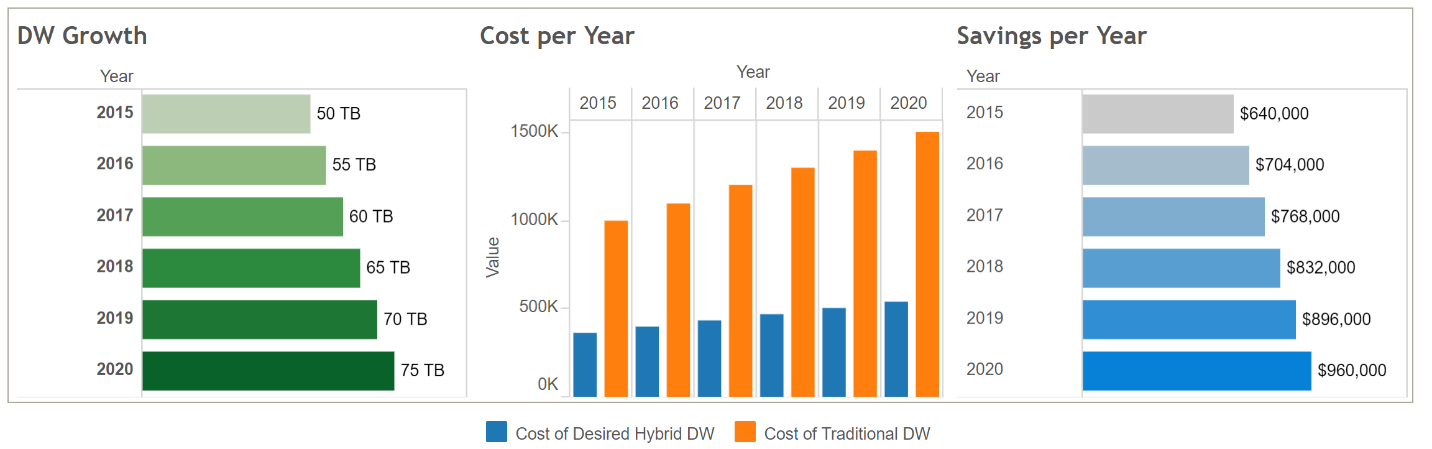 DW Growth
Year
2015 50 TB
2016 55 TB
2017 60 TB
2018 65 TB
2019 70 TB
2020 75 TB
Cost per Year
Year
2015 2016 2017 2018 2019 2020
Value
1500K
1000K
500K
0K
Savings per Year
Year
2015 $640,000
2016 $704,000
2017 $768,000
2018 $832,000
2019 $896,000
2020 $960,000
Cost of Desired Hybrid DW Cost of Traditional DW